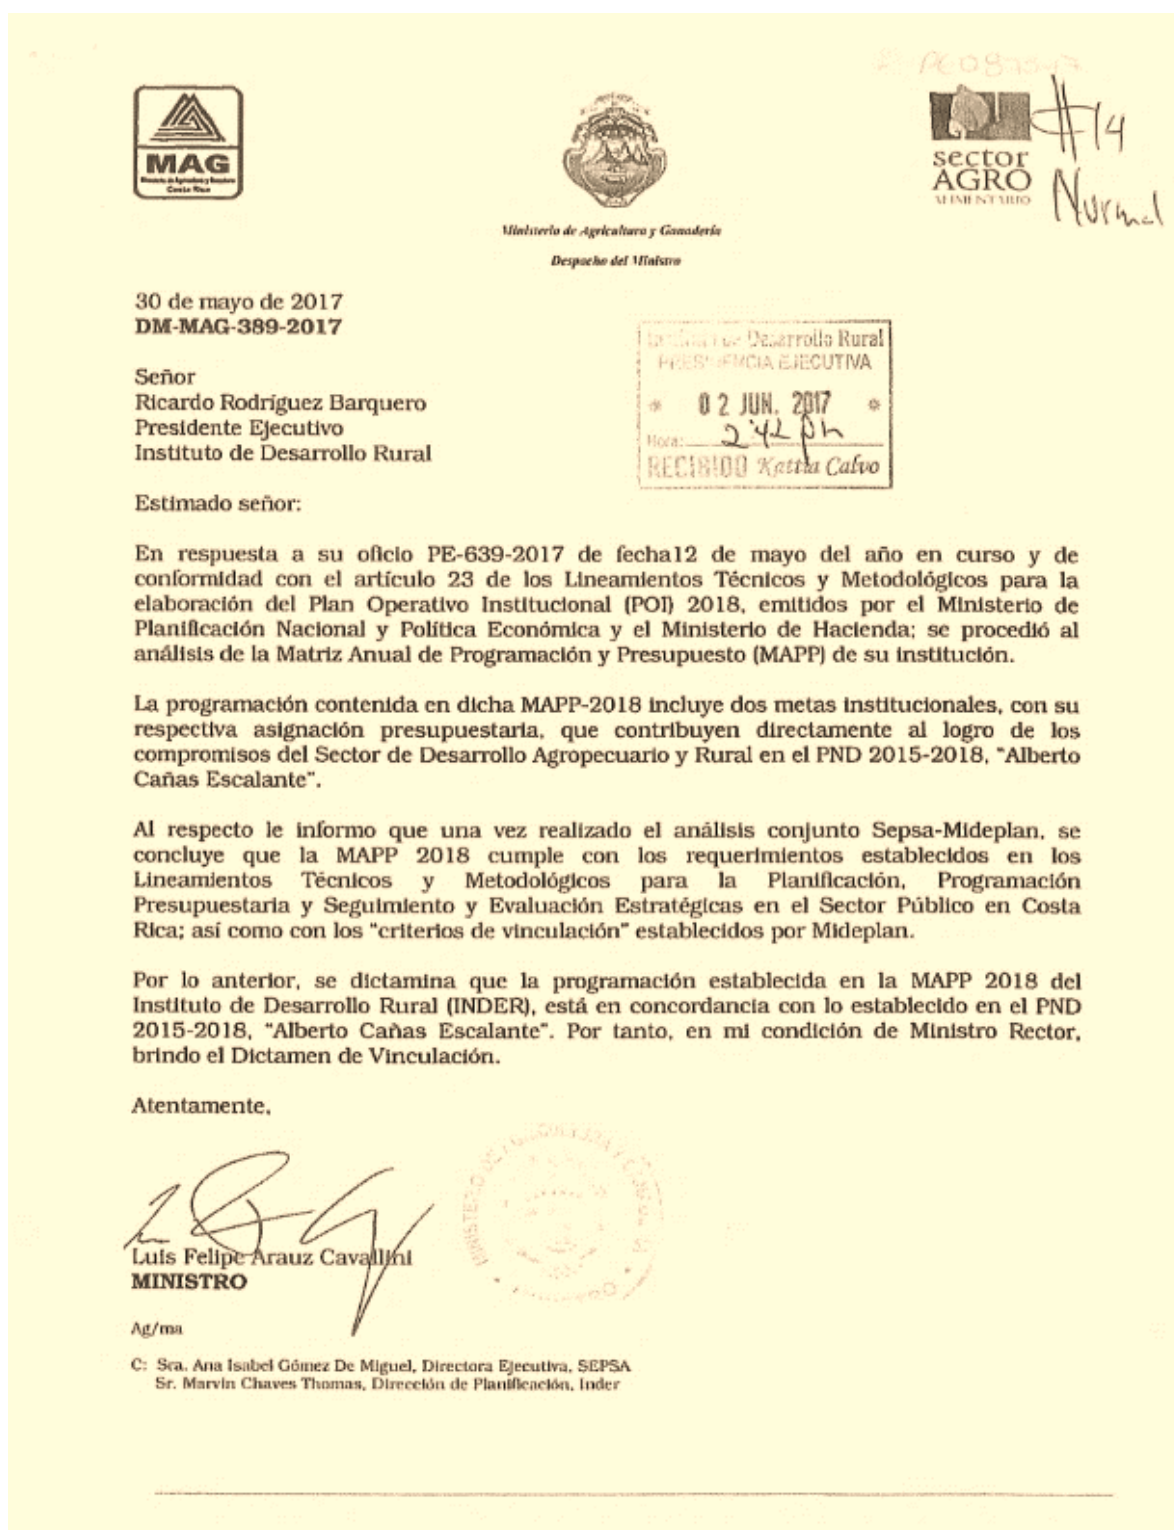 PE087547
#14
Normal
MAG
Ministerio de Agricultura y Ganadería
Costa Rica
sector
AGRO
ALIMENTARIO
Ministerio de Agricultura y Ganadería
Despacho del Ministro
30 de mayo de 2017
DM-MAG-389-2017
Instituto de Desarrollo Rural
PRESIDENCIA EJECUTIVA
* 02 JUN. 2017 *
Hora: 2:42 pm
RECIBIDO Kattia Calvo
Señor
Ricardo Rodríguez Barquero
Presidente Ejecutivo
Instituto de Desarrollo Rural
Estimado señor:
En respuesta a su oficio PE-639-2017 de fecha12 de mayo del año en curso y de
conformidad con el artículo 23 de los Lineamientos Técnicos y Metodológicos para la
elaboración del Plan Operativo Institucional (POI) 2018, emitidos por el Ministerio de
Planificación Nacional y Política Económica y el Ministerio de Hacienda; se procedió al
análisis de la Matriz Anual de Programación y Presupuesto (MAPP) de su institución.
La programación contenida en dicha MAPP-2018 incluye dos metas institucionales, con su
respectiva asignación presupuestaria, que contribuyen directamente al logro de los
compromisos del Sector de Desarrollo Agropecuario y Rural en el PND 2015-2018, "Alberto
Cañas Escalante".
Al respecto le informo que una vez realizado el análisis conjunto Sepsa-Mideplan, se
concluye que la MAPP 2018 cumple con los requerimientos establecidos en los
Lineamientos Técnicos y Metodológicos para la Planificación, Programación
Presupuestaria y Seguimiento y Evaluación Estratégicas en el Sector Público en Costa
Rica; así como con los "criterios de vinculación" establecidos por Mideplan.
Por lo anterior, se dictamina que la programación establecida en la MAPP 2018 del
Instituto de Desarrollo Rural (INDER), está en concordancia con lo establecido en el PND
2015-2018, "Alberto Cañas Escalante". Por tanto, en mi condición de Ministro Rector,
brindo el Dictamen de Vinculación.
Atentamente,
Luis Felipe Arauz Cavallini
MINISTRO
Ag/ma
C: Sra. Ana Isabel Gómez De Miguel, Directora Ejecutiva, SEPSA
Sr. Marvin Chaves Thomas, Dirección de Planificación, Inder